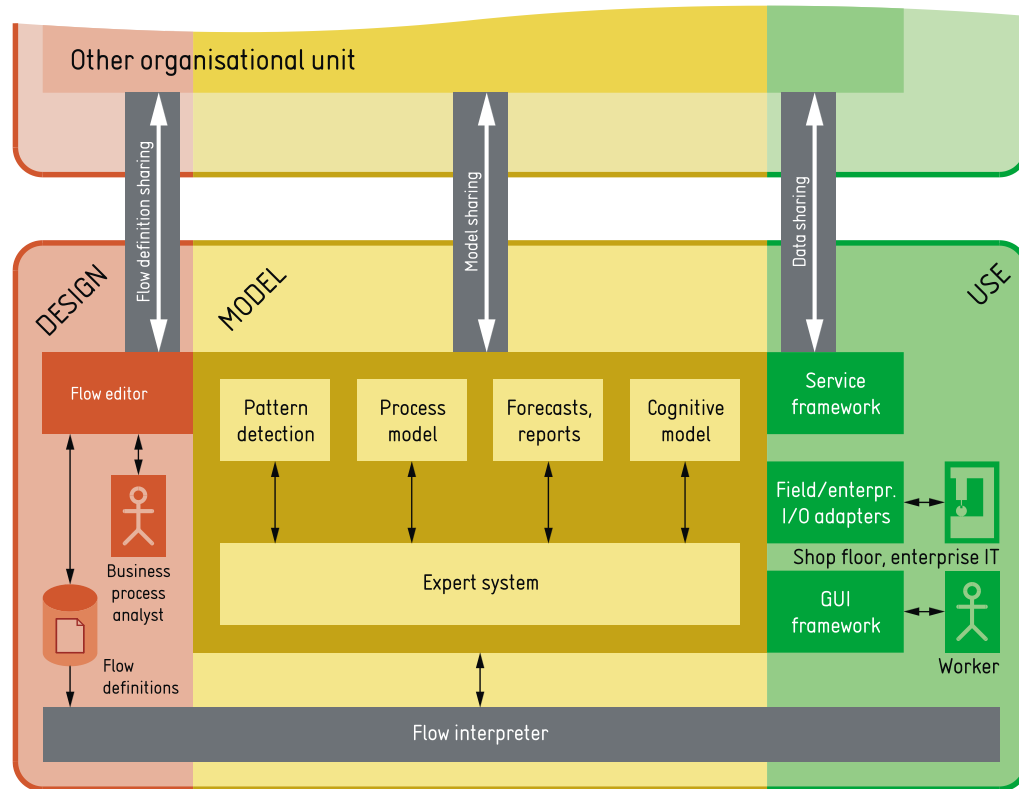 Other organisational unit
Flow definition sharing
Model sharing
Data sharing
DESIGN
MODEL
USE
Flow editor
Pattern
detection
Process
model
Forecasts,
reports
Cognitive
model
Service
framework
Field/enterpr.
I/O adapters
Shop floor, enterprise IT
Business
process
analyst
Expert system
GUI
framework
Worker
Flow
definitions
Flow interpreter